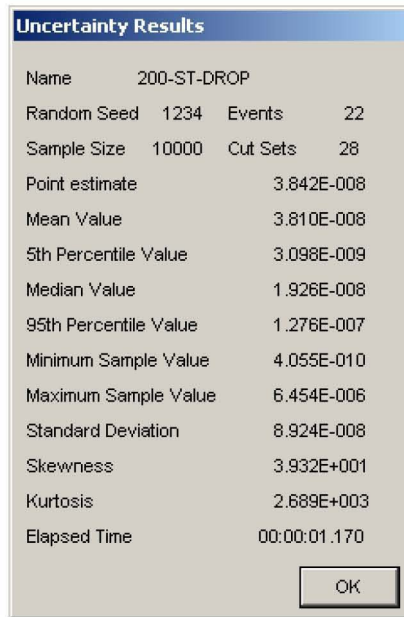 Uncertainty Results
Name 200-ST-DROP
Random Seed 1234 Events 22
Sample Size 10000 Cut Sets 28
Point estimate 3.842E-008
Mean Value 3.810E-008
5th Percentile Value 3.098E-009
Median Value 1.926E-008
95th Percentile Value 1.276E-007
Minimum Sample Value 4.055E-010
Maximum Sample Value 6.454E-006
Standard Deviation 8.924E-008
Skewness 3.932E+001
Kurtosis 2.689E+003
Elapsed Time 00:00:01.170
OK